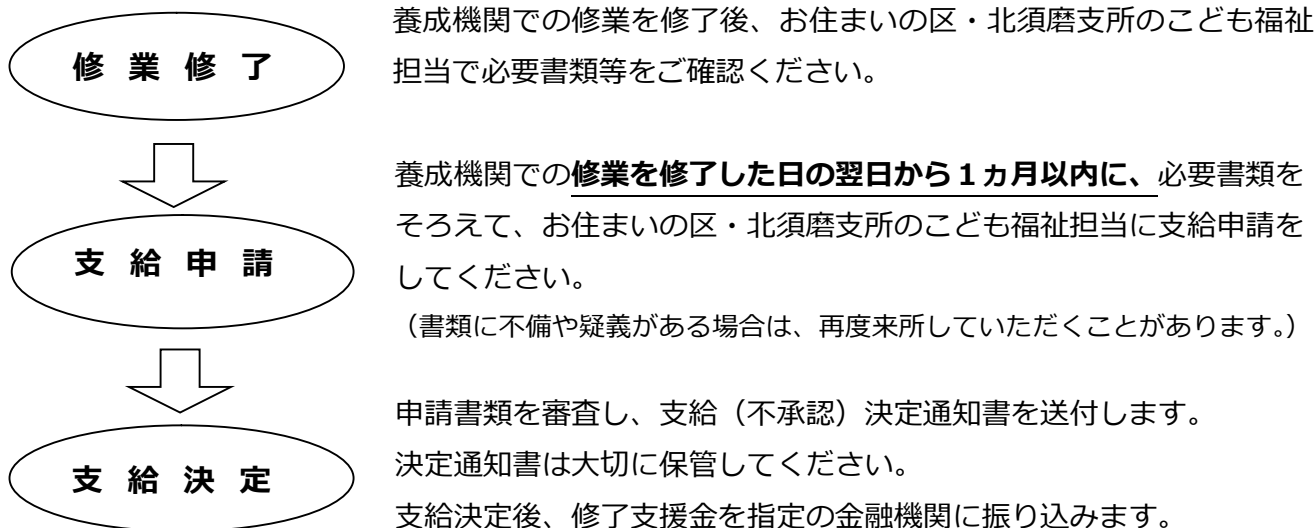 修業修了
養成機関での修業を修了後、お住まいの区・北須磨支所のこども福祉
担当で必要書類等をご確認ください。
支給申請
養成機関での修業を修了した日の翌日から１ヵ月以内に、必要書類を
そろえて、お住まいの区・北須磨支所のこども福祉担当に支給申請を
してください。
（書類に不備や疑義がある場合は、再度来所していただくことがあります。）
支給決定
申請書類を審査し、支給（不承認）決定通知書を送付します。
決定通知書は大切に保管してください。
支給決定後、修了支援金を指定の金融機関に振り込みます。